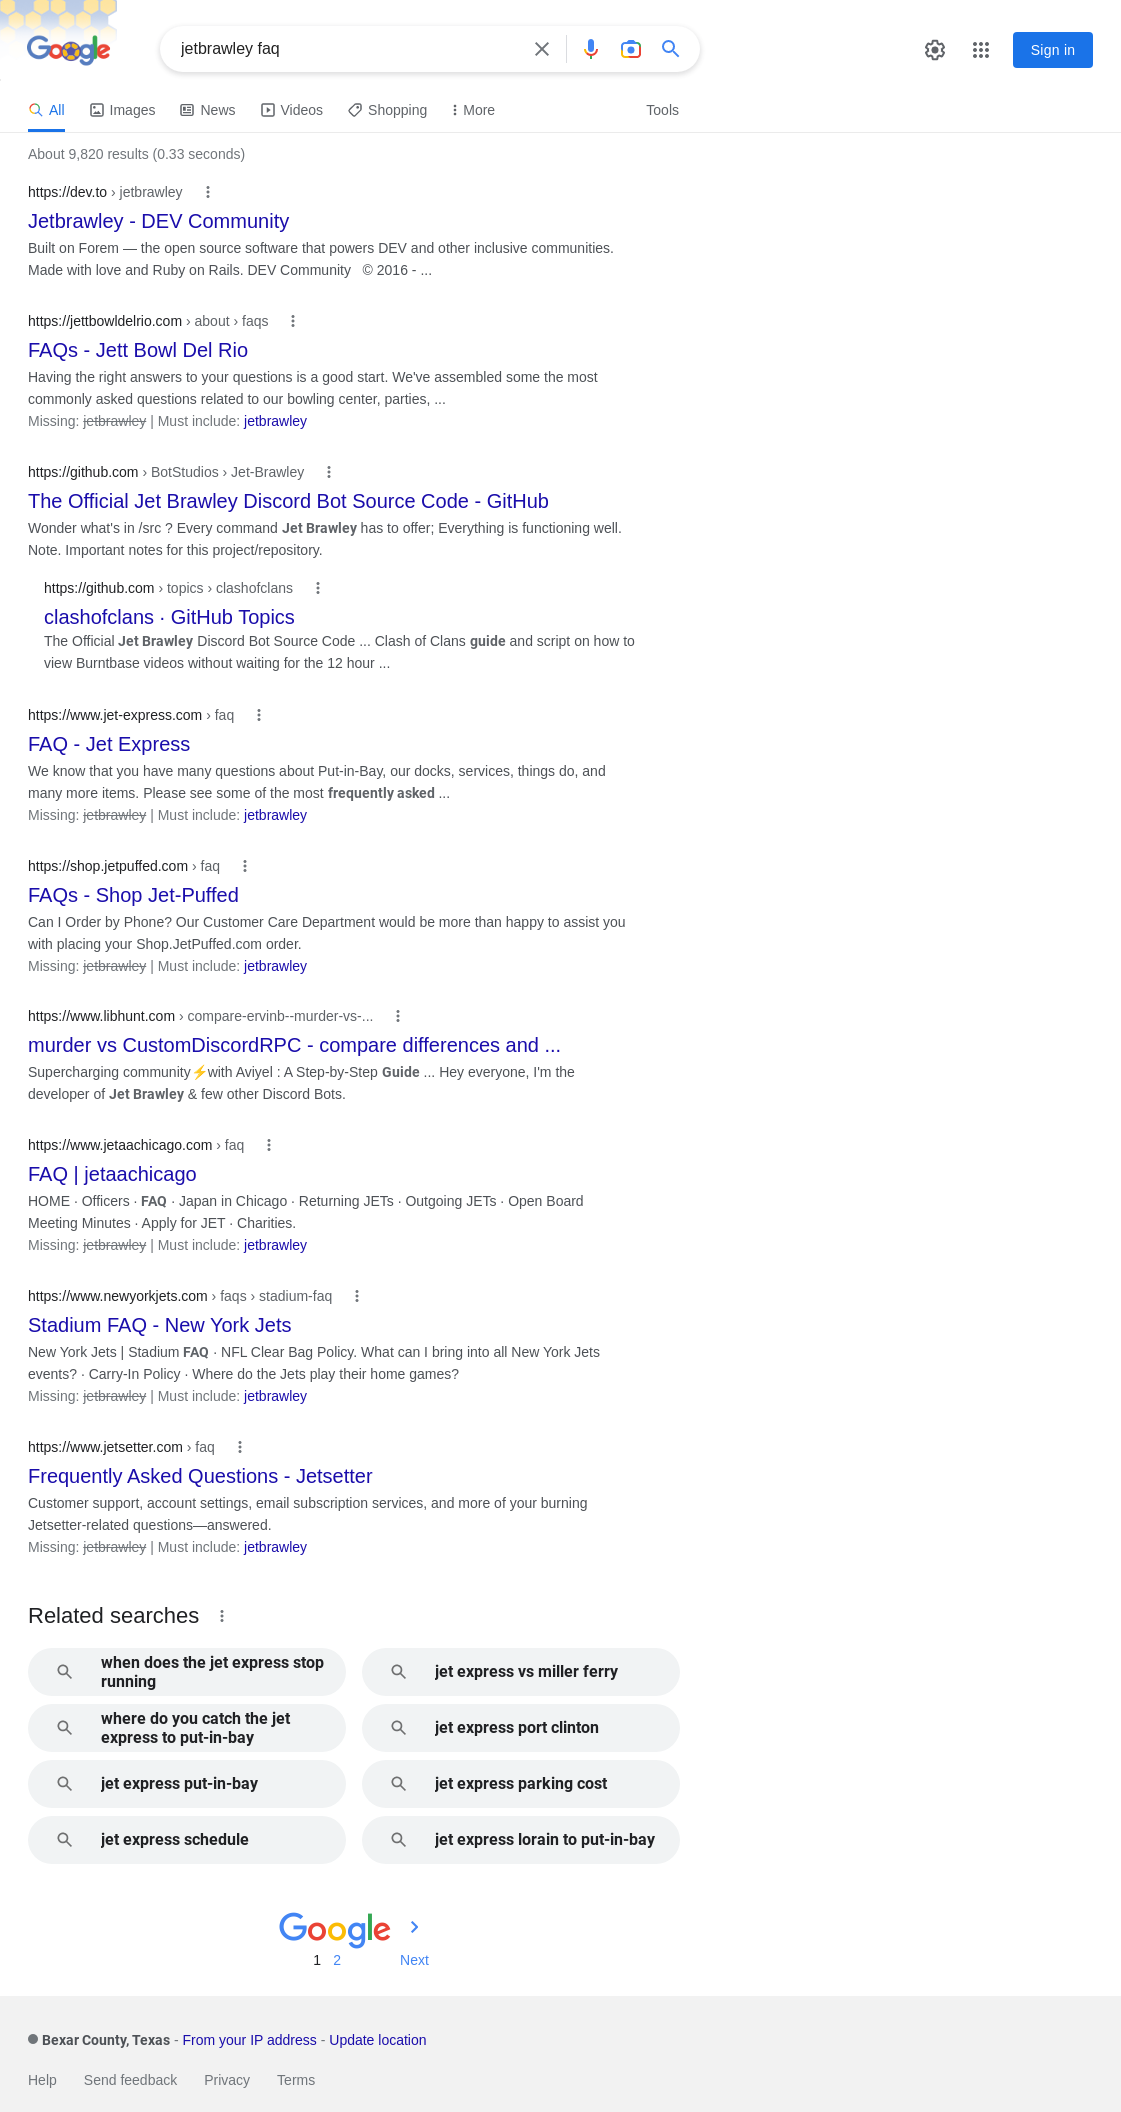 Google
jetbrawley faq
Sign in
All
Images
News
Videos
Shopping
More
Tools
About 9,820 results (0.33 seconds)
https://dev.to › jetbrawley
Jetbrawley - DEV Community
Built on Forem — the open source software that powers DEV and other inclusive communities.
Made with love and Ruby on Rails. DEV Community © 2016 - ...
https://jettbowldelrio.com › about › faqs
FAQs - Jett Bowl Del Rio
Having the right answers to your questions is a good start. We've assembled some the most
commonly asked questions related to our bowling center, parties, ...
Missing: jetbrawley | Must include: jetbrawley
https://github.com › BotStudios › Jet-Brawley
The Official Jet Brawley Discord Bot Source Code - GitHub
Wonder what's in /src ? Every command Jet Brawley has to offer; Everything is functioning well.
Note. Important notes for this project/repository.
https://github.com › topics › clashofclans
clashofclans · GitHub Topics
The Official Jet Brawley Discord Bot Source Code ... Clash of Clans guide and script on how to
view Burntbase videos without waiting for the 12 hour ...
https://www.jet-express.com › faq
FAQ - Jet Express
We know that you have many questions about Put-in-Bay, our docks, services, things do, and
many more items. Please see some of the most frequently asked ...
Missing: jetbrawley | Must include: jetbrawley
https://shop.jetpuffed.com › faq
FAQs - Shop Jet-Puffed
Can I Order by Phone? Our Customer Care Department would be more than happy to assist you
with placing your Shop.JetPuffed.com order.
Missing: jetbrawley | Must include: jetbrawley
https://www.libhunt.com › compare-ervinb--murder-vs-...
murder vs CustomDiscordRPC - compare differences and ...
Supercharging community⚡with Aviyel : A Step-by-Step Guide ... Hey everyone, I'm the
developer of Jet Brawley & few other Discord Bots.
https://www.jetaachicago.com › faq
FAQ | jetaachicago
HOME · Officers · FAQ · Japan in Chicago · Returning JETs · Outgoing JETs · Open Board
Meeting Minutes · Apply for JET · Charities.
Missing: jetbrawley | Must include: jetbrawley
https://www.newyorkjets.com › faqs › stadium-faq
Stadium FAQ - New York Jets
New York Jets | Stadium FAQ · NFL Clear Bag Policy. What can I bring into all New York Jets
events? · Carry-In Policy · Where do the Jets play their home games?
Missing: jetbrawley | Must include: jetbrawley
https://www.jetsetter.com › faq
Frequently Asked Questions - Jetsetter
Customer support, account settings, email subscription services, and more of your burning
Jetsetter-related questions—answered.
Missing: jetbrawley | Must include: jetbrawley
Related searches
when does the jet express stop
running
jet express vs miller ferry
where do you catch the jet
express to put-in-bay
jet express port clinton
jet express put-in-bay
jet express parking cost
jet express schedule
jet express lorain to put-in-bay
Google
1 2 Next
Bexar County, Texas - From your IP address - Update location
Help Send feedback Privacy Terms